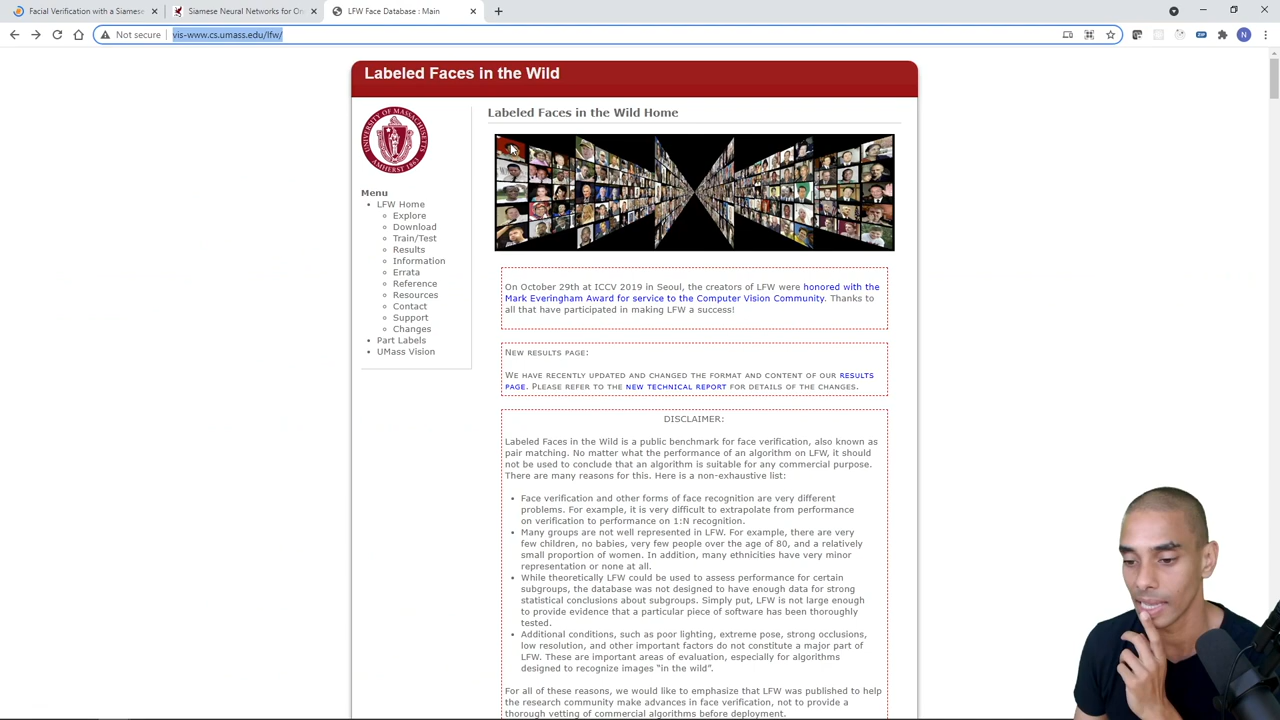 Facial Verification with a Siamese
Siamese Neural Networks for On
LFW Face Database : Main
Not secure
vis-www.cs.umass.edu/lfw/
N
Labeled Faces in the Wild
UNIVERSITY OF MASSACHUSETTS
AMHERST 1863
Menu
LFW Home
Explore
Download
Train/Test
Results
Information
Errata
Reference
Resources
Contact
Support
Changes
Part Labels
UMass Vision
Labeled Faces in the Wild Home
On October 29th at ICCV 2019 in Seoul, the creators of LFW were honored with the
Mark Everingham Award for service to the Computer Vision Community. Thanks to
all that have participated in making LFW a success!
NEW RESULTS PAGE:
WE HAVE RECENTLY UPDATED AND CHANGED THE FORMAT AND CONTENT OF OUR RESULTS
PAGE. PLEASE REFER TO THE NEW TECHNICAL REPORT FOR DETAILS OF THE CHANGES.
DISCLAIMER:
Labeled Faces in the Wild is a public benchmark for face verification, also known as
pair matching. No matter what the performance of an algorithm on LFW, it should
not be used to conclude that an algorithm is suitable for any commercial purpose.
There are many reasons for this. Here is a non-exhaustive list:
Face verification and other forms of face recognition are very different
problems. For example, it is very difficult to extrapolate from performance
on verification to performance on 1:N recognition.
Many groups are not well represented in LFW. For example, there are very
few children, no babies, very few people over the age of 80, and a relatively
small proportion of women. In addition, many ethnicities have very minor
representation or none at all.
While theoretically LFW could be used to assess performance for certain
subgroups, the database was not designed to have enough data for strong
statistical conclusions about subgroups. Simply put, LFW is not large enough
to provide evidence that a particular piece of software has been thoroughly
tested.
Additional conditions, such as poor lighting, extreme pose, strong occlusions,
low resolution, and other important factors do not constitute a major part of
LFW. These are important areas of evaluation, especially for algorithms
designed to recognize images "in the wild".
For all of these reasons, we would like to emphasize that LFW was published to help
the research community make advances in face verification, not to provide a
thorough vetting of commercial algorithms before deployment.